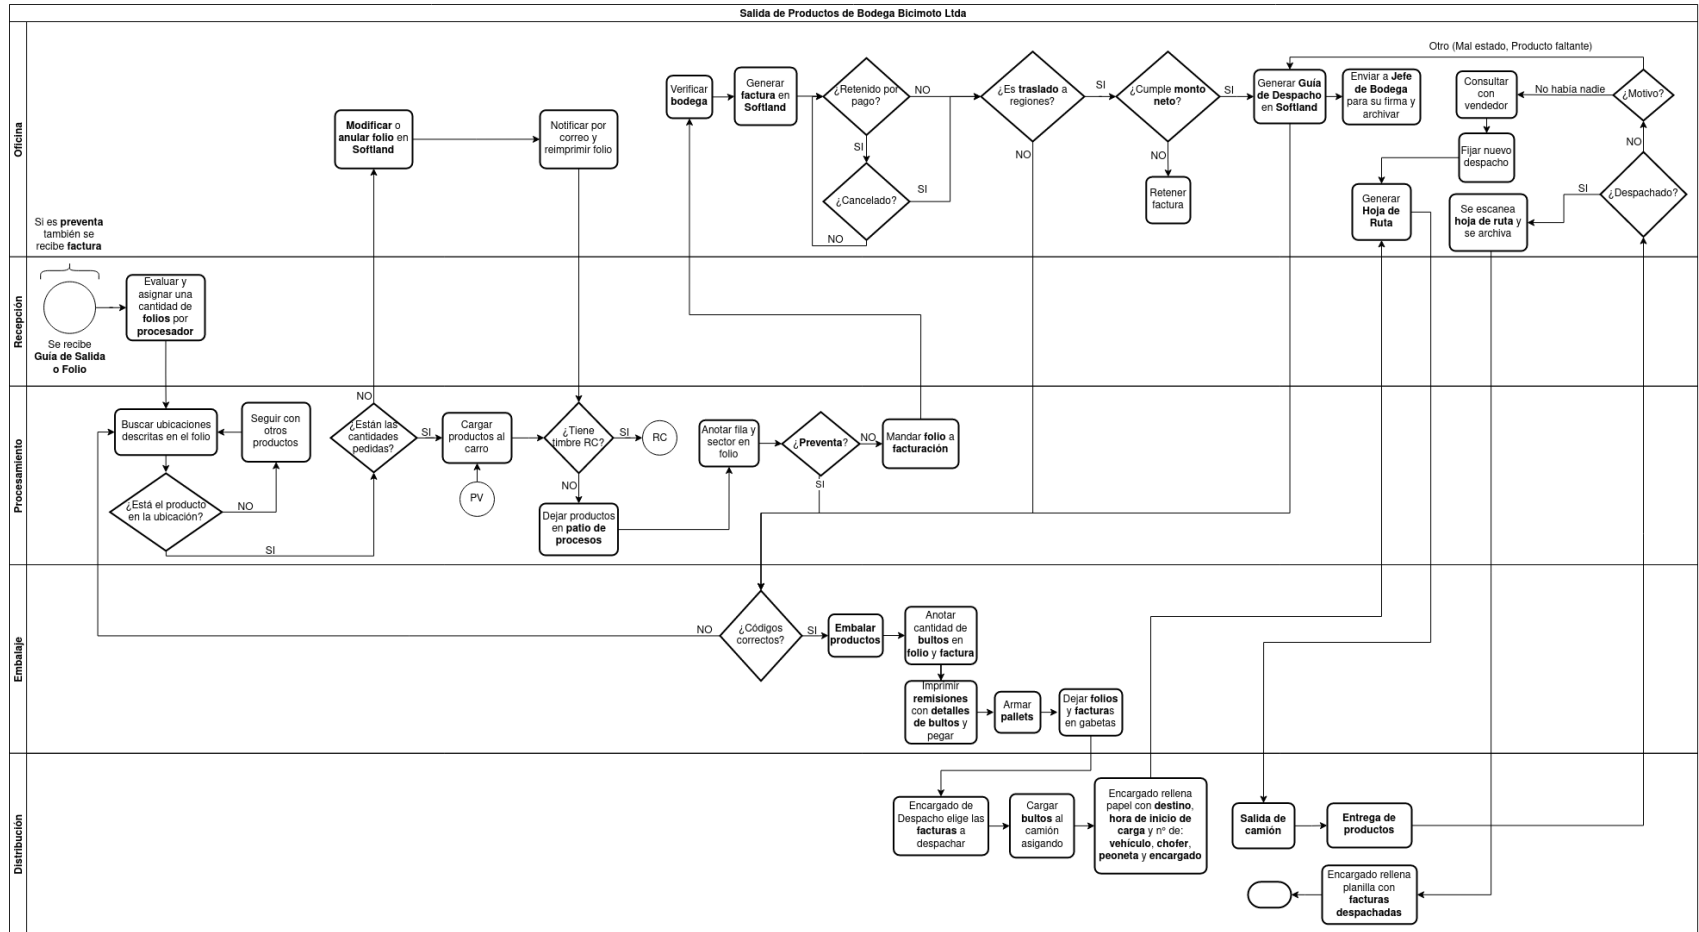 Salida de Productos de Bodega Bicimoto Ltda
Oficina
Si es preventa
también se
recibe factura
Modificar o
anular folio en
Softland
Notificar por
correo y
reimprimir folio
Verificar
bodega
Generar
factura en
Softland
¿Retenido por
pago?
NO
SI
¿Cancelado?
SI
NO
¿Es traslado a
regiones?
SI
NO
¿Cumple monto
neto?
SI
NO
Retener
factura
Generar Guía
de Despacho
en Softland
Enviar a Jefe
de Bodega
para su firma y
archivar
Otro (Mal estado, Producto faltante)
Consultar
con
vendedor
No había nadie
¿Motivo?
Fijar nuevo
despacho
NO
Generar
Hoja de
Ruta
Se escanea
hoja de ruta y
se archiva
SI
¿Despachado?
Recepción
Se recibe
Guía de Salida
o Folio
Evaluar y
asignar una
cantidad de
folios por
procesador
Procesamiento
Buscar ubicaciones
descritas en el folio
Seguir con
otros
productos
¿Está el producto
en la ubicación?
NO
SI
NO
¿Están las
cantidades
pedidas?
SI
Cargar
productos al
carro
PV
¿Tiene
timbre RC?
SI
RC
NO
Dejar productos
en patio de
procesos
Anotar fila y
sector en
folio
¿Preventa?
NO
SI
Mandar folio a
facturación
Embalaje
NO
¿Códigos
correctos?
SI
Embalar
productos
Anotar
cantidad de
bultos en
folio y factura
Imprimir
remisiones
con detalles
de bultos y
pegar
Armar
pallets
Dejar folios
y facturas
en gabetas
Distribución
Encargado de
Despacho elige las
facturas a
despachar
Cargar
bultos al
camión
asigando
Encargado rellena
papel con destino,
hora de inicio de
carga y nº de:
vehículo, chofer,
peoneta y encargado
Salida de
camión
Entrega de
productos
Encargado rellena
planilla con
facturas
despachadas